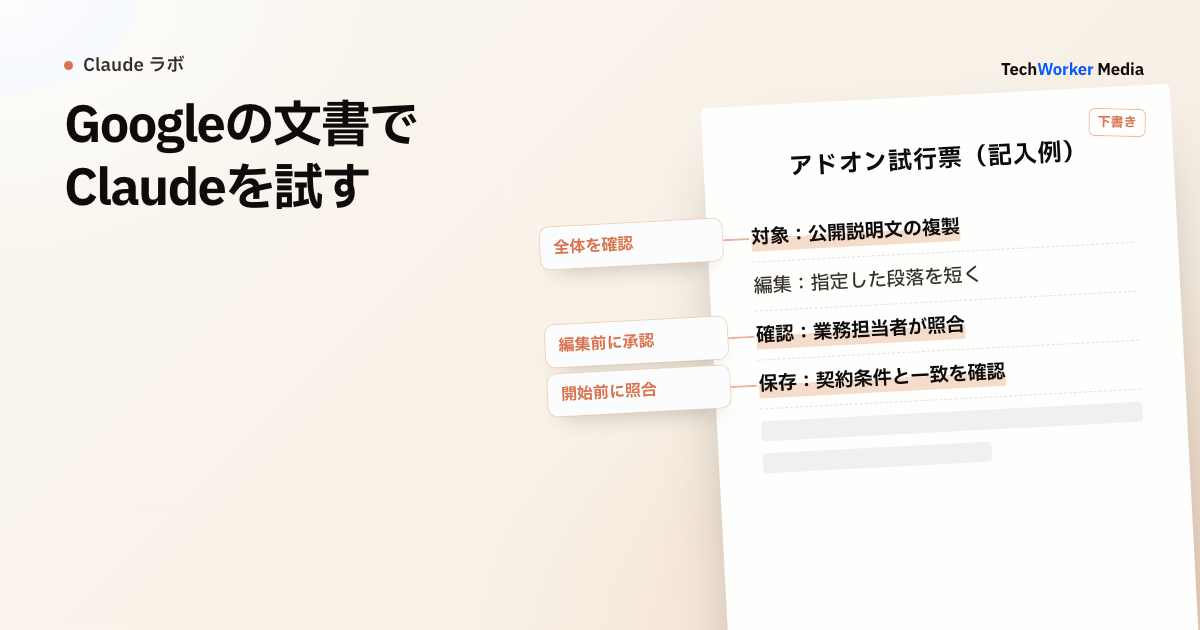 Claude ラボ
Googleの文書で
Claudeを試す
TechWorker Media
下書き
アドオン試行票（記入例）
全体を確認
対象：公開説明文の複製
編集：指定した段落を短く
編集前に承認
確認：業務担当者が照合
開始前に照合
保存：契約条件と一致を確認